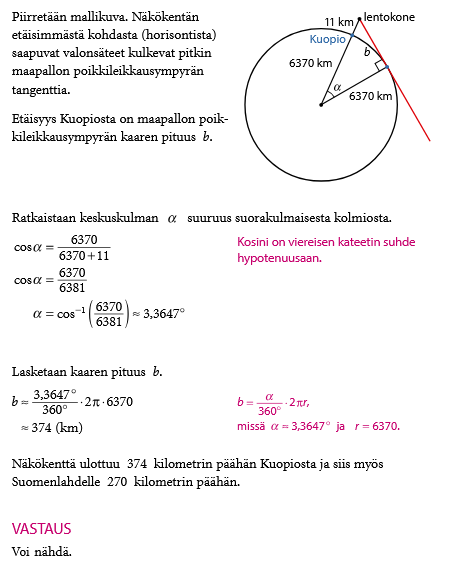 Piirretään mallikuva. Näkökentän
etäisimmästä kohdasta (horisontista)
saapuvat valonsäteet kulkevat pitkin
maapallon poikkileikkausympyrän
tangenttia.
Etäisyys Kuopiosta on maapallon poik-
kileikkausympyrän kaaren pituus b.
11 km
lentokone
Kuopio
b
6370 km
α
6370 km
Ratkaistaan keskuskulman α suuruus suorakulmaisesta kolmiosta.
cos α = 6370 / (6370 + 11)
Kosini on viereisen kateetin suhde
hypotenuusaan.
cos α = 6370 / 6381
α = cos⁻¹(6370 / 6381) ≈ 3,3647°
Lasketaan kaaren pituus b.
b ≈ 3,3647° / 360° · 2π · 6370
≈ 374 (km)
b = α / 360° · 2πr,
missä α ≈ 3,3647° ja r = 6370.
Näkökenttä ulottuu 374 kilometrin päähän Kuopiosta ja siis myös
Suomenlahdelle 270 kilometrin päähän.
VASTAUS
Voi nähdä.